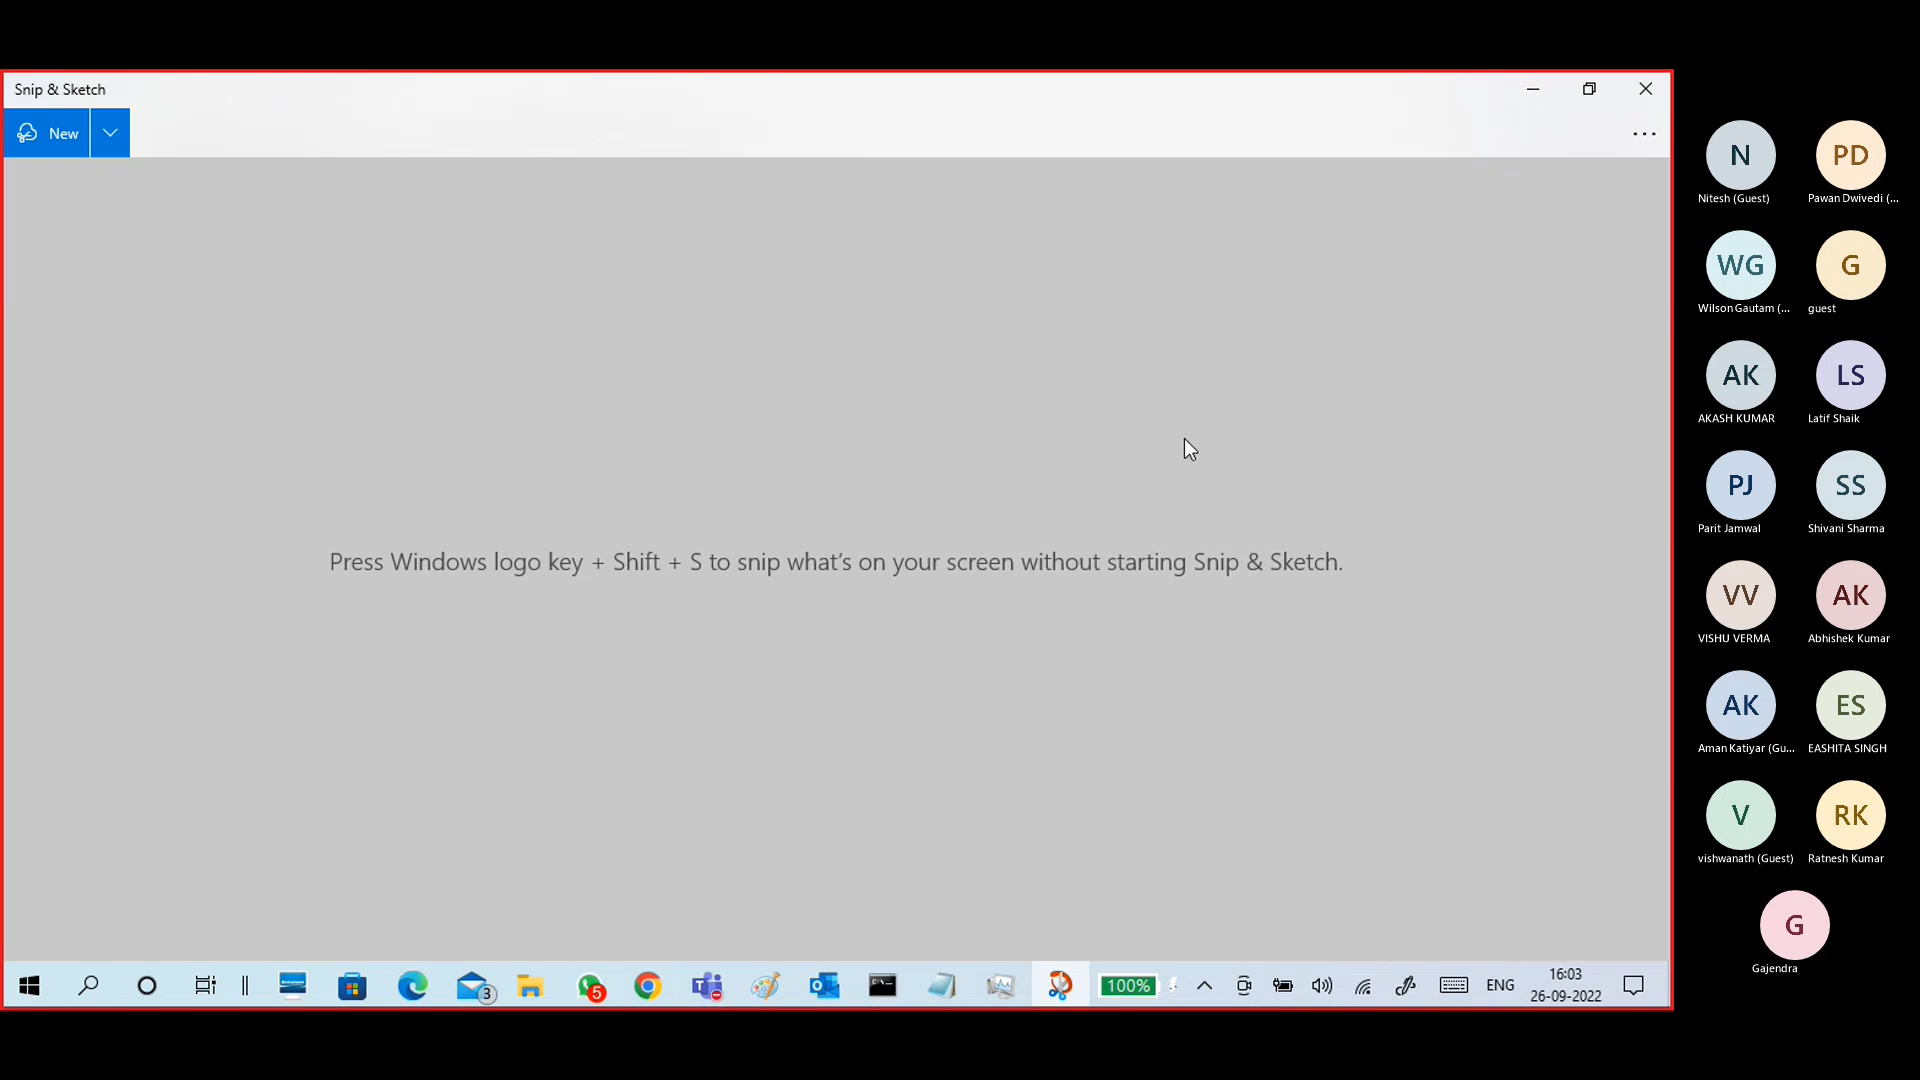 Snip & Sketch
New
Press Windows logo key + Shift + S to snip what's on your screen without starting Snip & Sketch.
3
5
100%
ENG
16:03
26-09-2022
N
Nitesh (Guest)
PD
Pawan Dwivedi (...
WG
Wilson Gautam (...
G
guest
AK
AKASH KUMAR
LS
Latif Shaik
PJ
Parit Jamwal
SS
Shivani Sharma
VV
VISHU VERMA
AK
Abhishek Kumar
AK
Aman Katiyar (Gu...
ES
EASHITA SINGH
V
vishwanath (Guest)
RK
Ratnesh Kumar
G
Gajendra